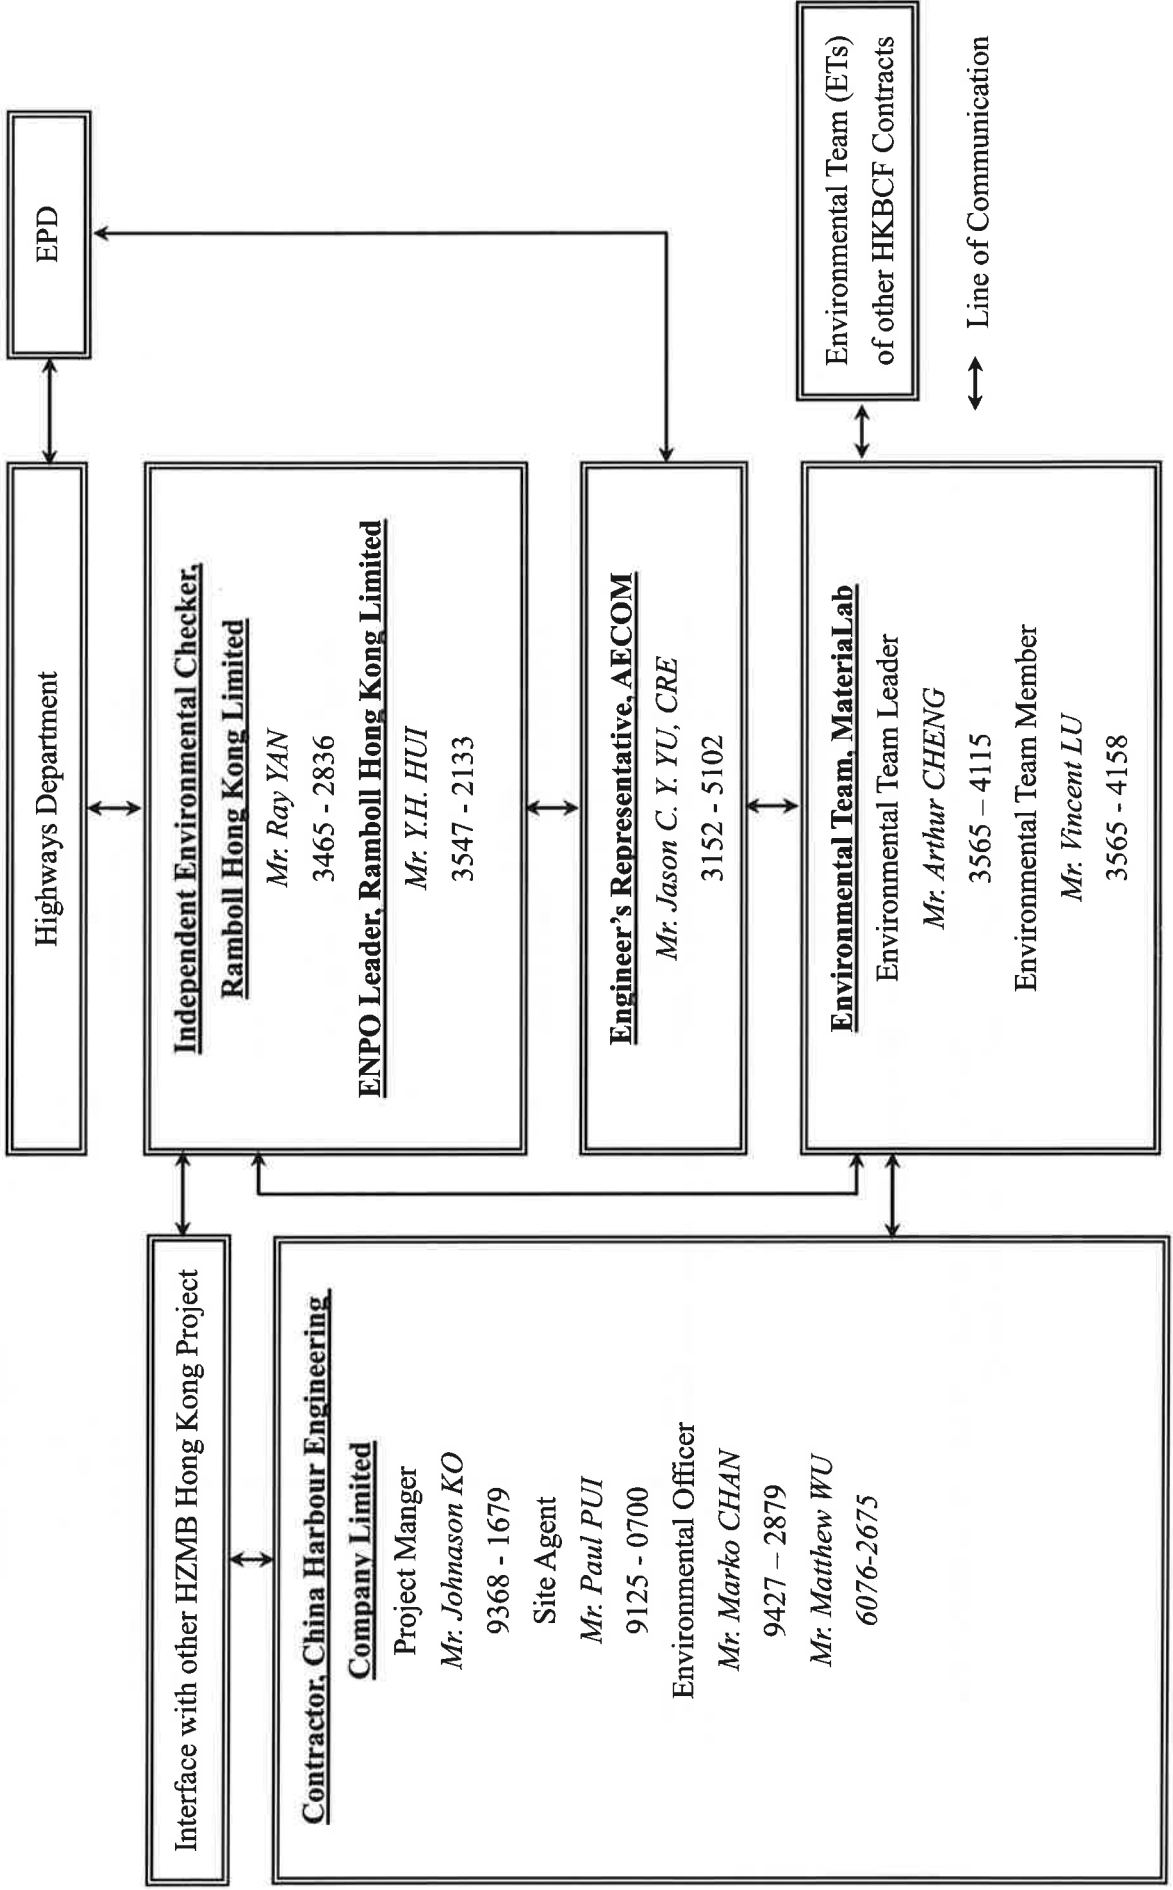 Highways Department
EPD
Interface with other HZMB Hong Kong Project
Independent Environmental Checker,
Ramboll Hong Kong Limited
Mr. Ray YAN
3465 - 2836
ENPO Leader, Ramboll Hong Kong Limited
Mr. Y.H. HUI
3547 - 2133
Contractor, China Harbour Engineering
Company Limited
Project Manger
Mr. Johnason KO
9368 - 1679
Site Agent
Mr. Paul PUI
9125 - 0700
Environmental Officer
Mr. Marko CHAN
9427 – 2879
Mr. Matthew WU
6076-2675
Engineer's Representative, AECOM
Mr. Jason C. Y. YU, CRE
3152 - 5102
Environmental Team, MateriaLab
Environmental Team Leader
Mr. Arthur CHENG
3565 – 4115
Environmental Team Member
Mr. Vincent LU
3565 - 4158
Environmental Team (ETs)
of other HKBCF Contracts
Line of Communication